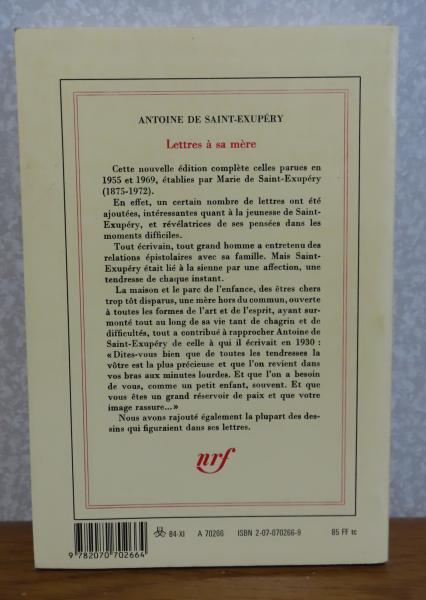 ANTOINE DE SAINT-EXUPÉRY
Lettres à sa mère
Cette nouvelle édition complète celles parues en
1955 et 1969, établies par Marie de Saint-Exupéry
(1875-1972).
En effet, un certain nombre de lettres ont été
ajoutées, intéressantes quant à la jeunesse de Saint-
Exupéry, et révélatrices de ses pensées dans les
moments difficiles.
Tout écrivain, tout grand homme a entretenu des
relations épistolaires avec sa famille. Mais Saint-
Exupéry était lié à la sienne par une affection, une
tendresse de chaque instant.
La maison et le parc de l'enfance, des êtres chers
trop tôt disparus, une mère hors du commun, ouverte
à toutes les formes de l'art et de l'esprit, ayant sur-
monté tout au long de sa vie tant de chagrin et de
difficultés, tout a contribué à rapprocher Antoine de
Saint-Exupéry de celle à qui il écrivait en 1930 :
« Dites-vous bien que de toutes les tendresses la
vôtre est la plus précieuse et que l'on revient dans
vos bras aux minutes lourdes. Et que l'on a besoin
de vous, comme un petit enfant, souvent. Et que
vous êtes un grand réservoir de paix et que votre
image rassure... »
Nous avons rajouté également la plupart des des-
sins qui figuraient dans ses lettres.
nrf
84-XI A 70266 ISBN 2-07-070266-9 85 FF tc
9 782070 702664